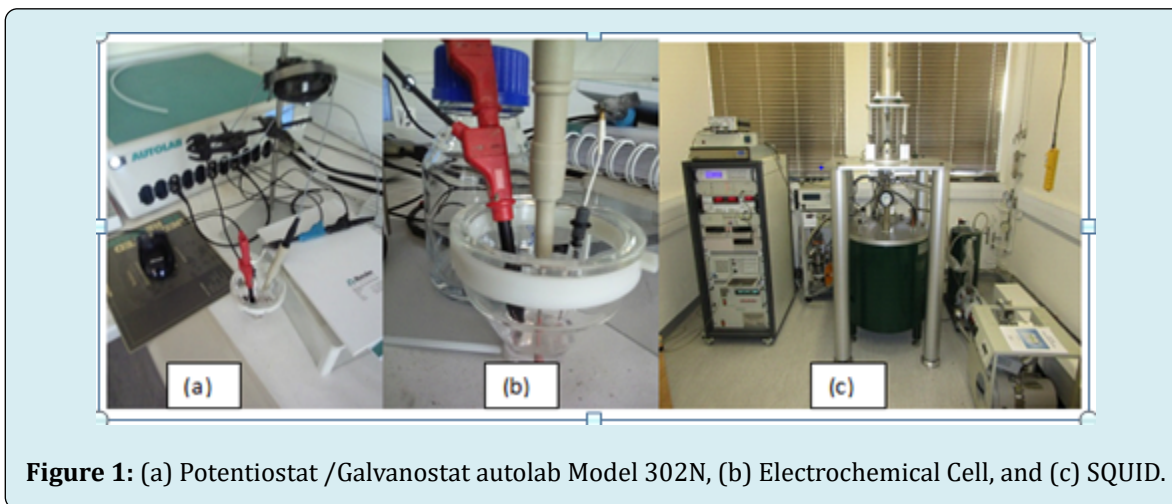 AUTOLAB
(a)
(b)
(c)
Figure 1: (a) Potentiostat /Galvanostat autolab Model 302N, (b) Electrochemical Cell, and (c) SQUID.